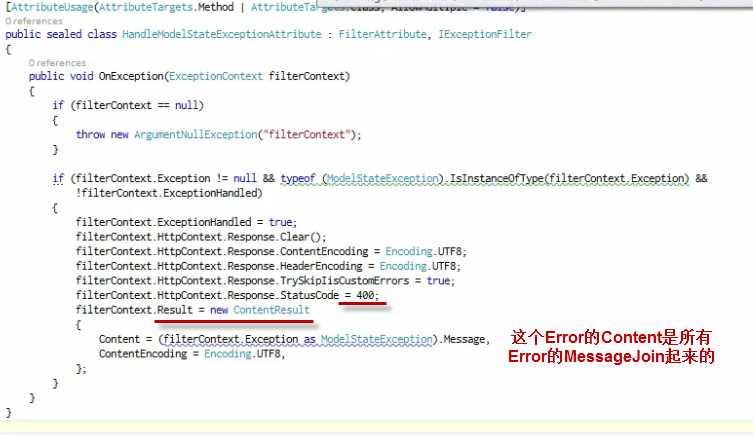 [AttributeUsage(AttributeTargets.Method | AttributeTargets.Class, AllowMultiple = false)]
0 references
public sealed class HandleModelStateExceptionAttribute : FilterAttribute, IExceptionFilter
{
0 references
public void OnException(ExceptionContext filterContext)
{
if (filterContext == null)
{
throw new ArgumentNullException("filterContext");
}
if (filterContext.Exception != null && typeof (ModelStateException).IsInstanceOfType(filterContext.Exception) &&
!filterContext.ExceptionHandled)
{
filterContext.ExceptionHandled = true;
filterContext.HttpContext.Response.Clear();
filterContext.HttpContext.Response.ContentEncoding = Encoding.UTF8;
filterContext.HttpContext.Response.HeaderEncoding = Encoding.UTF8;
filterContext.HttpContext.Response.TrySkipIisCustomErrors = true;
filterContext.HttpContext.Response.StatusCode = 400;
filterContext.Result = new ContentResult
{
Content = (filterContext.Exception as ModelStateException).Message,
ContentEncoding = Encoding.UTF8,
};
}
}
}
这个Error的Content是所有
Error的MessageJoin起来的